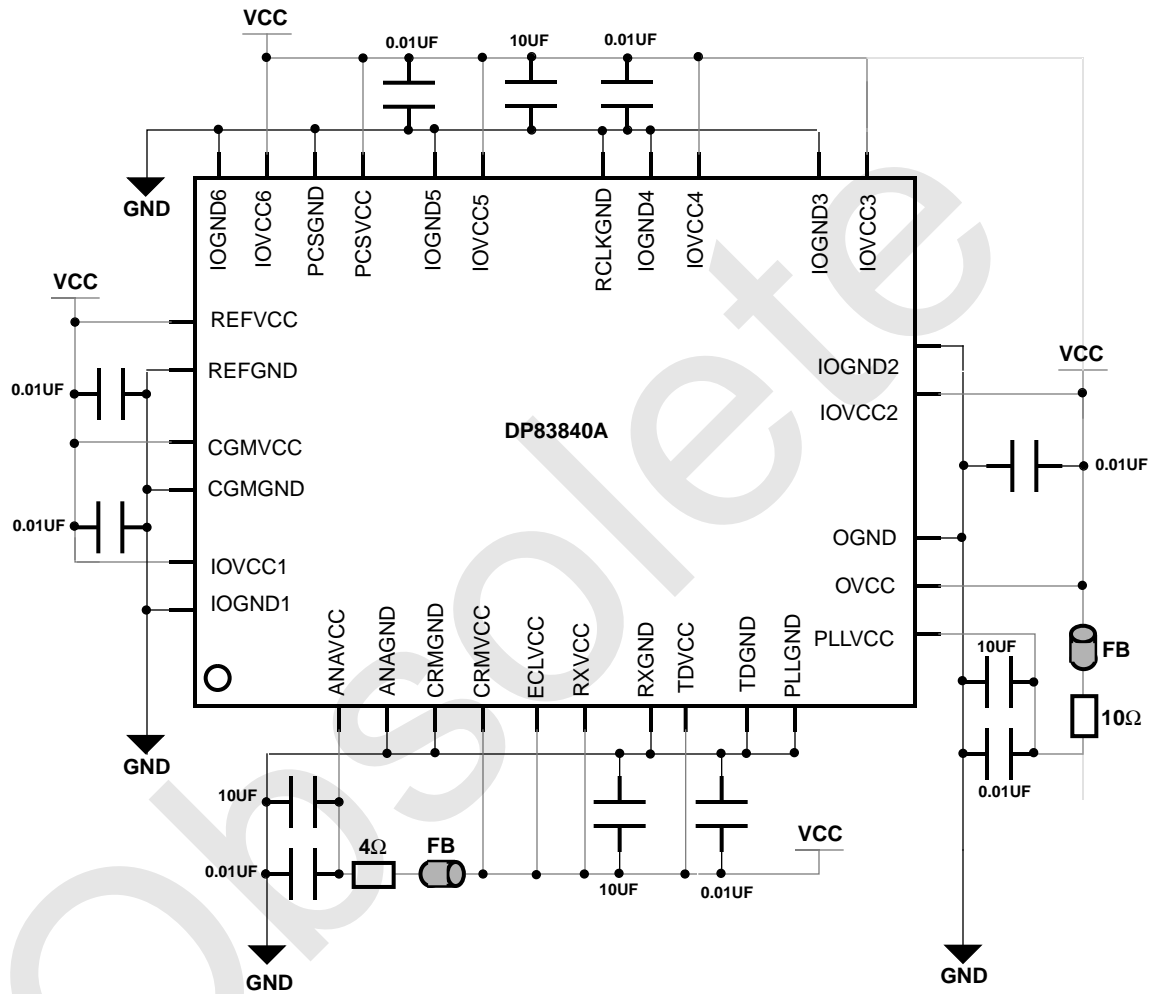 VCC
0.01UF 10UF 0.01UF
GND
IOGND6 IOVCC6 PCSGND PCSVCC IOGND5 IOVCC5 RCLKGND IOGND4 IOVCC4 IOGND3 IOVCC3
VCC
REFVCC
REFGND
0.01UF
CGMVCC
CGMGND
0.01UF
IOVCC1
IOGND1
GND
DP83840A
IOGND2
VCC
IOVCC2
0.01UF
OGND
OVCC
PLLVCC
FB
10UF
10Ω
0.01UF
GND
ANAVCC ANAGND CRMGND CRMVCC ECLVCC RXVCC RXGND TDVCC TDGND PLLGND
10UF
0.01UF
4Ω FB
10UF 0.01UF
VCC
GND
Obsolete